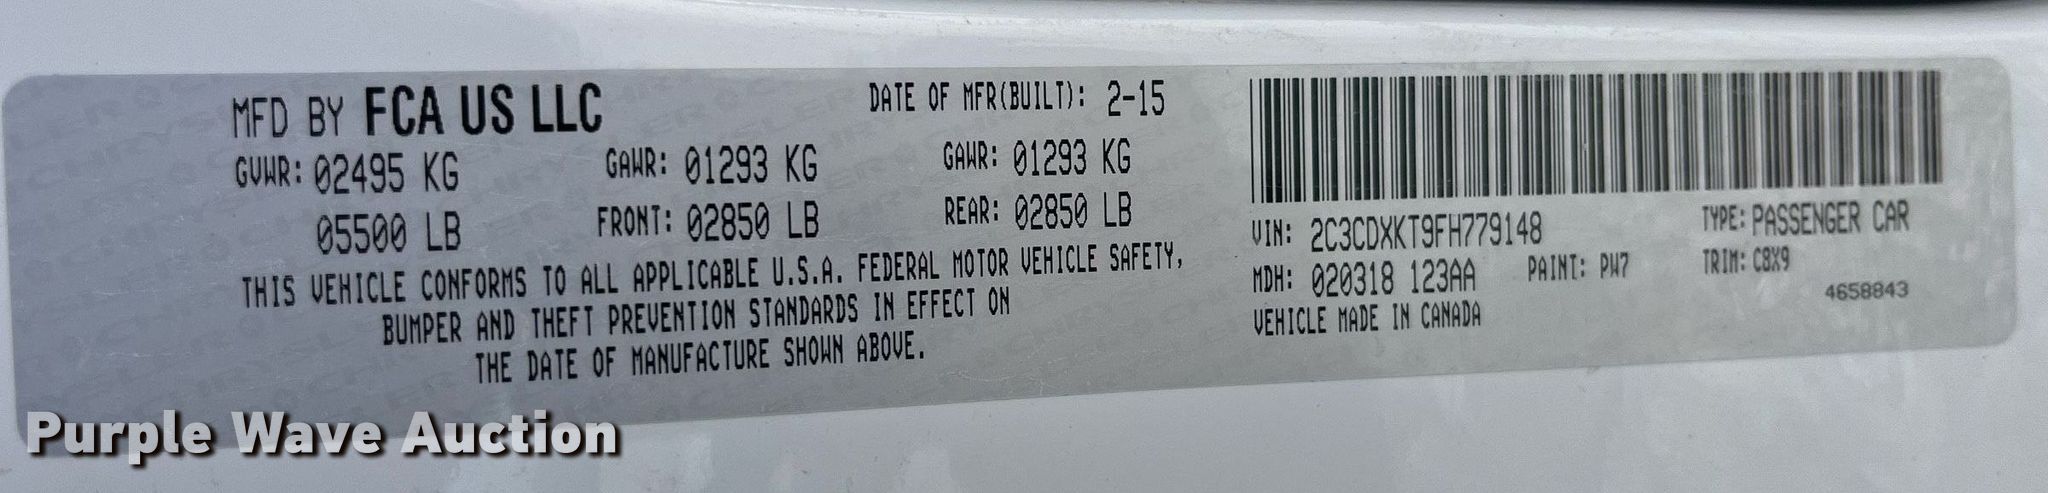 MFD BY FCA US LLC
DATE OF MFR(BUILT): 2-15
GVWR: 02495 KG
GAWR: 01293 KG
GAWR: 01293 KG
05500 LB
FRONT: 02850 LB
REAR: 02850 LB
THIS VEHICLE CONFORMS TO ALL APPLICABLE U.S.A. FEDERAL MOTOR VEHICLE SAFETY,
BUMPER AND THEFT PREVENTION STANDARDS IN EFFECT ON
THE DATE OF MANUFACTURE SHOWN ABOVE.
VIN: 2C3CDXKT9FH779148
TYPE: PASSENGER CAR
MDH: 020318 123AA
PAINT: PW7
TRIM: C8X9
4658843
VEHICLE MADE IN CANADA
Purple Wave Auction